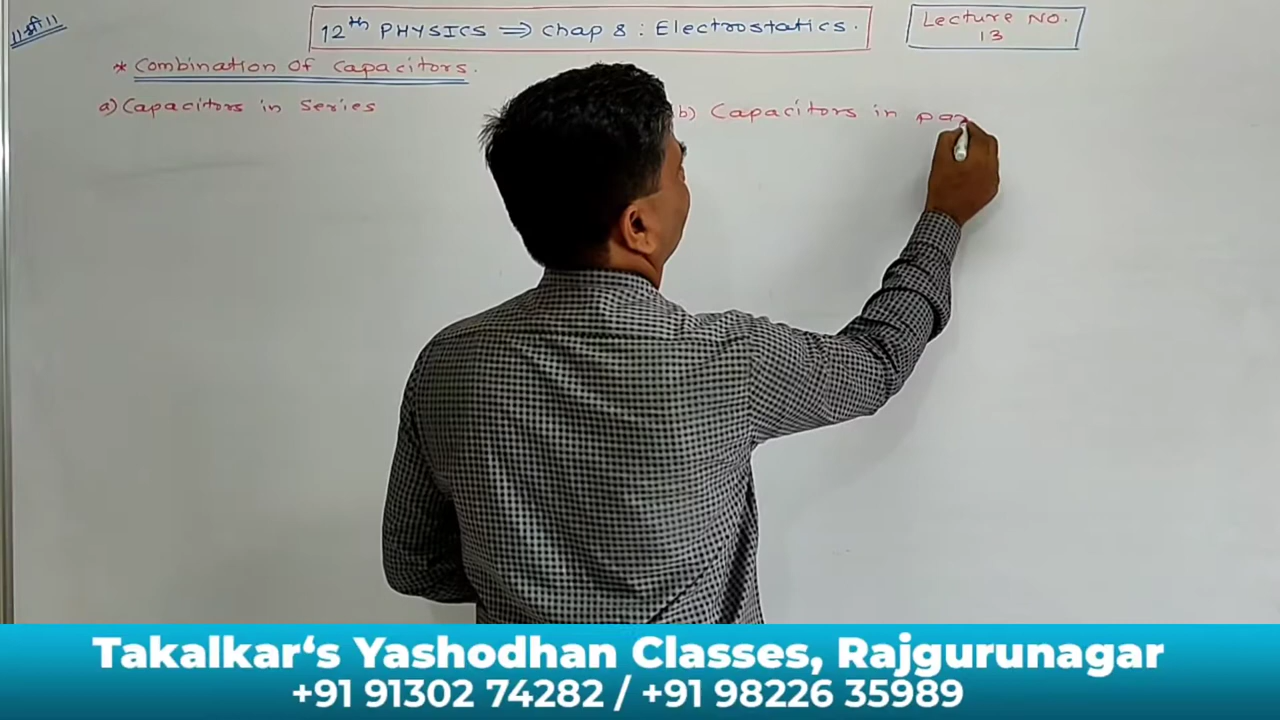 ॥श्री॥
12th PHYSICS ⇒ Chap 8 : Electrostatics.
Lecture NO.
13
* Combination of Capacitors.
a) Capacitors in Series
b) Capacitors in par
Takalkar‘s Yashodhan Classes, Rajgurunagar
+91 91302 74282 / +91 98226 35989